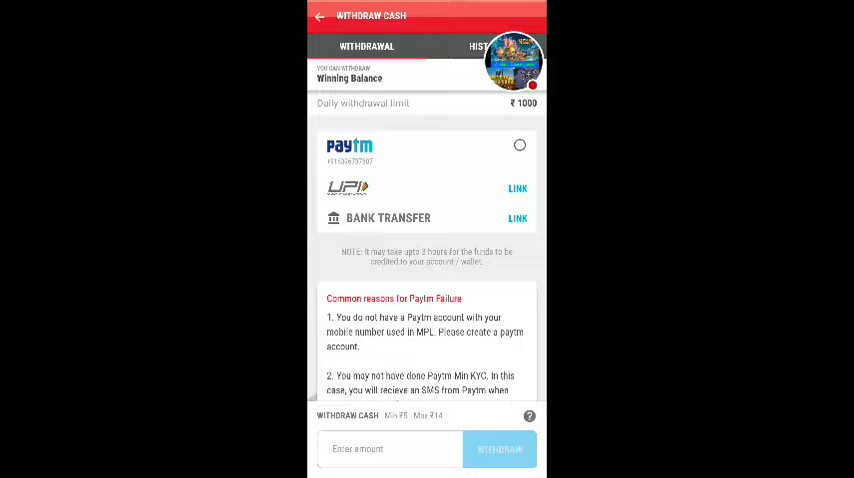 WITHDRAW CASH
WITHDRAWAL HIST
YOU CAN WITHDRAW
Winning Balance
Daily withdrawal limit ₹ 1000
paytm
UPI LINK
BANK TRANSFER LINK
NOTE: It may take upto 3 hours for the funds to be
credited to your account / wallet.
Common reasons for Paytm Failure
1. You do not have a Paytm account with your
mobile number used in MPL. Please create a paytm
account.
2. You may not have done Paytm Min KYC. In this
case, you will recieve an SMS from Paytm when
WITHDRAW CASH Min ₹5 Max ₹14
Enter amount WITHDRAW